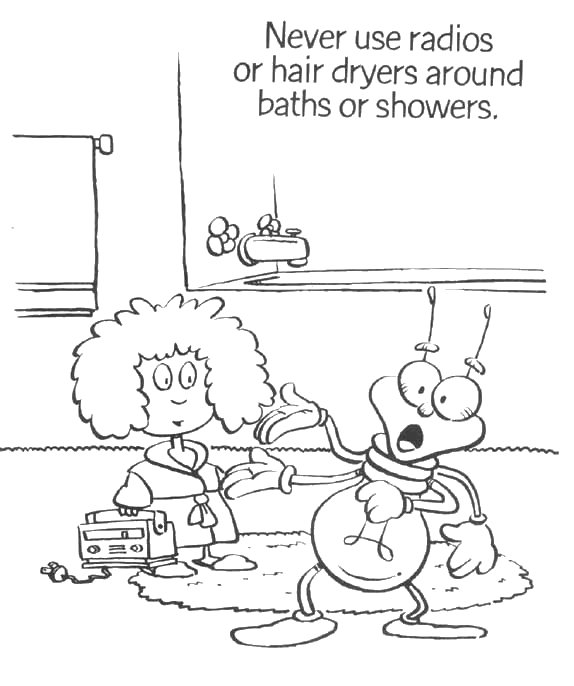 Never use radios
or hair dryers around
baths or showers.